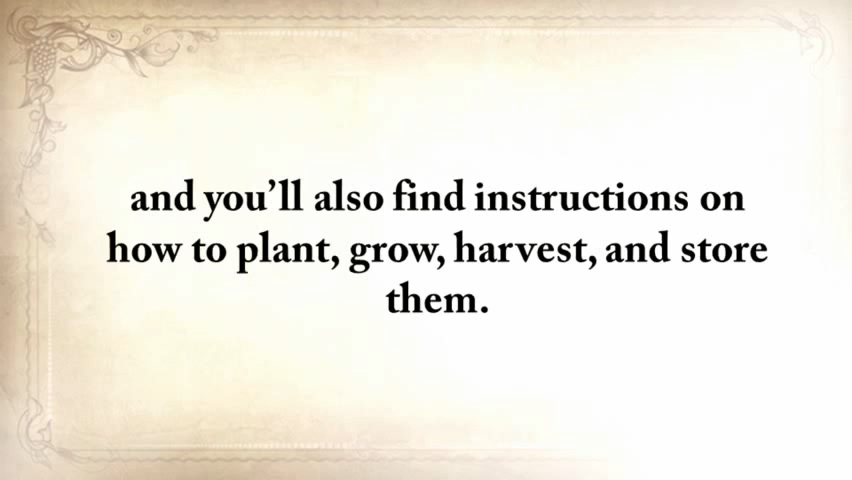 and you’ll also find instructions on
how to plant, grow, harvest, and store
them.